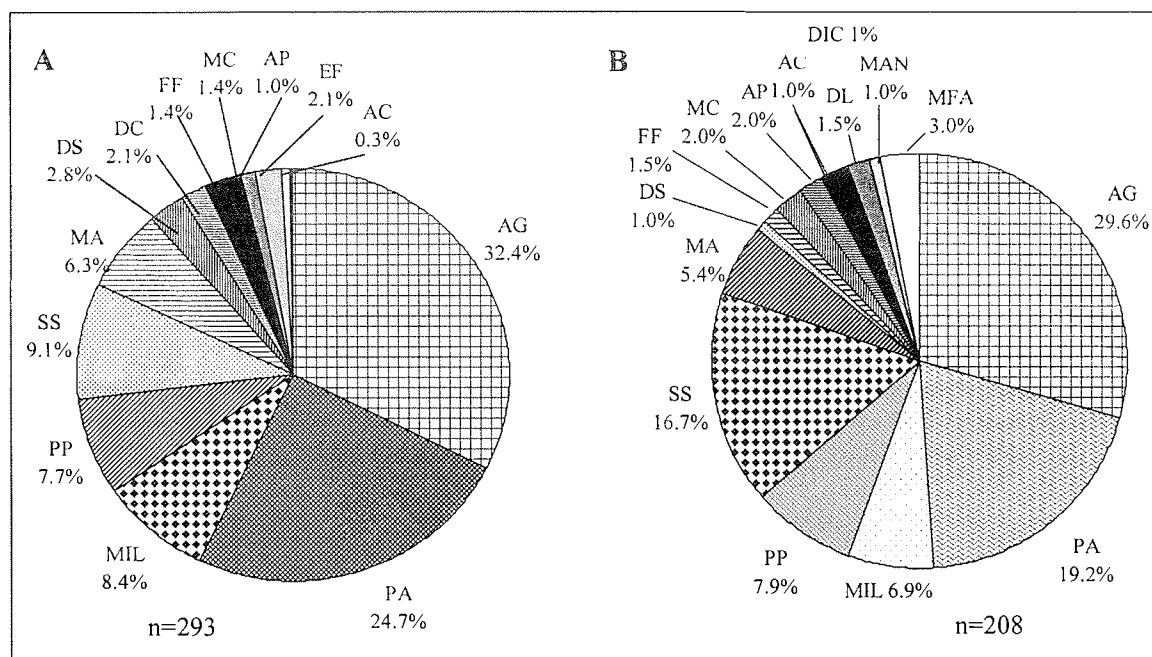 A
AP
1.0%
MC
1.4%
EF
2.1%
FF
1.4%
AC
0.3%
DC
2.1%
DS
2.8%
MA
6.3%
SS
9.1%
PP
7.7%
MIL
8.4%
PA
24.7%
AG
32.4%
n=293
B
DIC 1%
AC
1.0%
MAN
1.0%
AP
2.0%
DL
1.5%
MFA
3.0%
MC
2.0%
FF
1.5%
DS
1.0%
MA
5.4%
SS
16.7%
PP
7.9%
MIL 6.9%
PA
19.2%
AG
29.6%
n=208